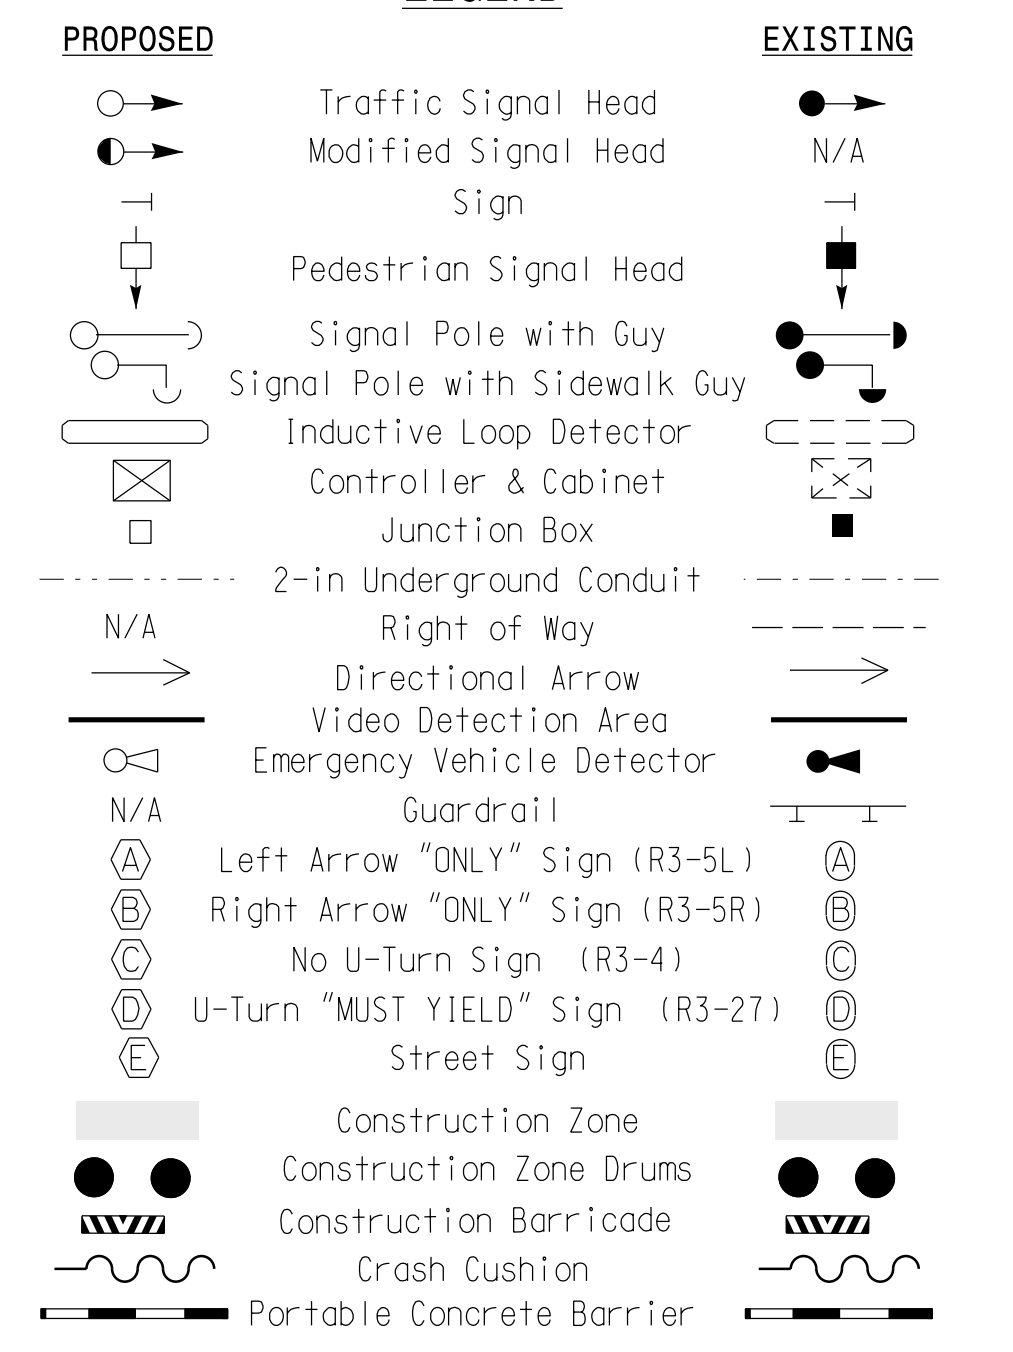 LEGEND
PROPOSED EXISTING
Traffic Signal Head
Modified Signal Head N/A
Sign
Pedestrian Signal Head
Signal Pole with Guy
Signal Pole with Sidewalk Guy
Inductive Loop Detector
Controller & Cabinet
Junction Box
2-in Underground Conduit
N/A Right of Way
Directional Arrow
Video Detection Area
Emergency Vehicle Detector
N/A Guardrail
A Left Arrow "ONLY" Sign (R3-5L) A
B Right Arrow "ONLY" Sign (R3-5R) B
C No U-Turn Sign (R3-4) C
D U-Turn "MUST YIELD" Sign (R3-27) D
E Street Sign E
Construction Zone
Construction Zone Drums
Construction Barricade
Crash Cushion
Portable Concrete Barrier